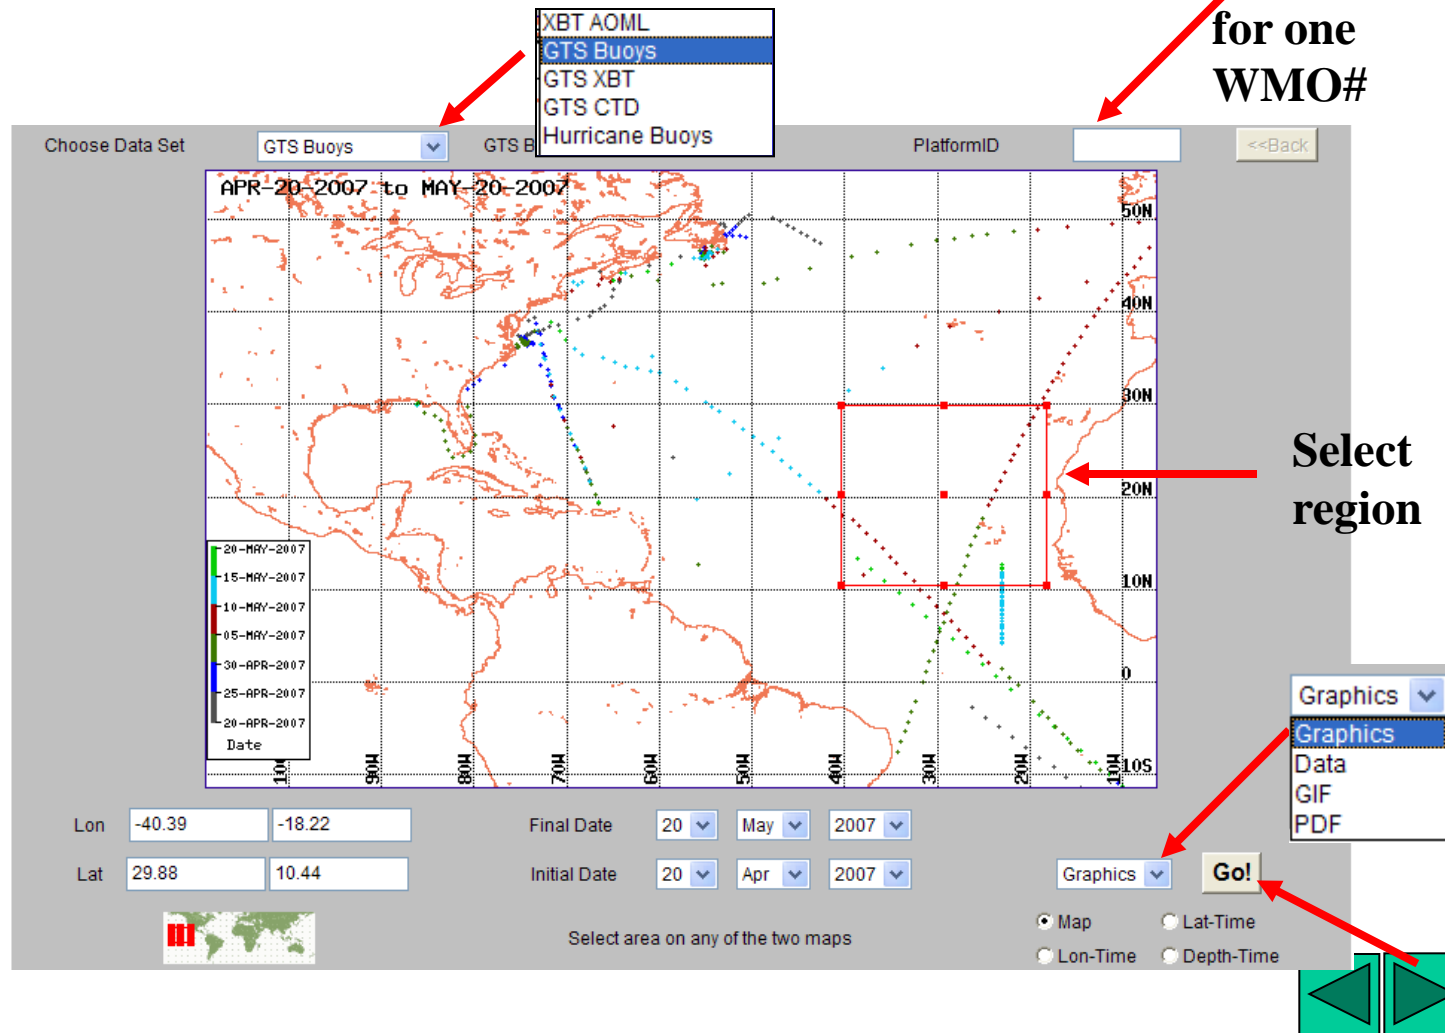 XBT AOML
GTS Buoys
GTS XBT
GTS CTD
Hurricane Buoys
for one
WMO#
Choose Data Set
GTS Buoys
GTS B
PlatformID
<<Back
APR-20-2007 to MAY-20-2007
50N
40N
30N
20N
10N
0
10S
20-MAY-2007
15-MAY-2007
10-MAY-2007
05-MAY-2007
30-APR-2007
25-APR-2007
20-APR-2007
Date
90W
80W
70W
60W
50W
40W
30W
20W
10W
Select
region
Graphics
Graphics
Data
GIF
PDF
Lon
-40.39
-18.22
Final Date
20
May
2007
Lat
29.88
10.44
Initial Date
20
Apr
2007
Graphics
Go!
Select area on any of the two maps
Map
Lat-Time
Lon-Time
Depth-Time